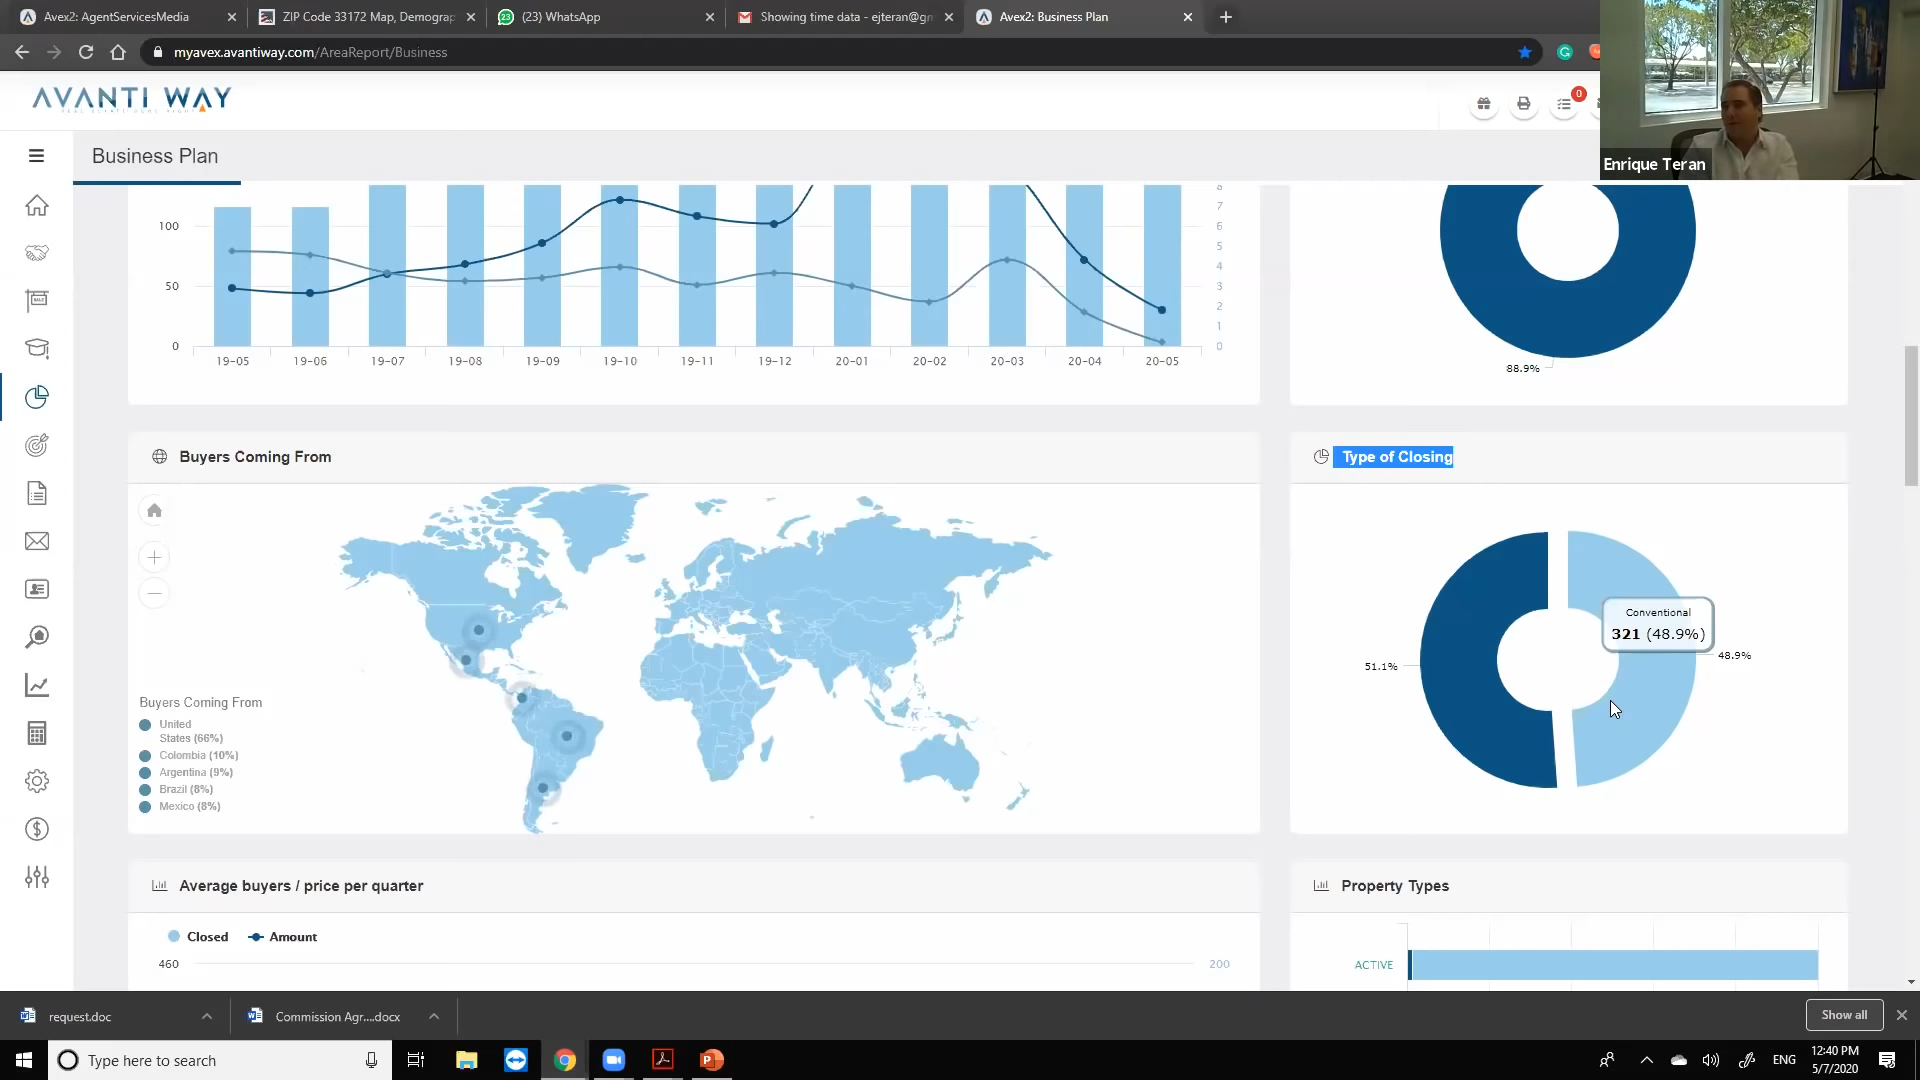 Avex2: AgentServicesMedia
ZIP Code 33172 Map, Demograp
(23) WhatsApp
Showing time data - ejteran@gm
Avex2: Business Plan
myavex.avantiway.com/AreaReport/Business
AVANTI WAY
0
Enrique Teran
Business Plan
100
50
0
8
7
6
5
4
3
2
1
0
19-05 19-06 19-07 19-08 19-09 19-10 19-11 19-12 20-01 20-02 20-03 20-04 20-05
88.9%
Buyers Coming From
Buyers Coming From
United
States (66%)
Colombia (10%)
Argentina (9%)
Brazil (8%)
Mexico (8%)
Type of Closing
51.1%
Conventional
321 (48.9%)
48.9%
Average buyers / price per quarter
Closed Amount
460
200
Property Types
ACTIVE
request.doc
Commission Agr....docx
Show all
Type here to search
ENG
12:40 PM
5/7/2020